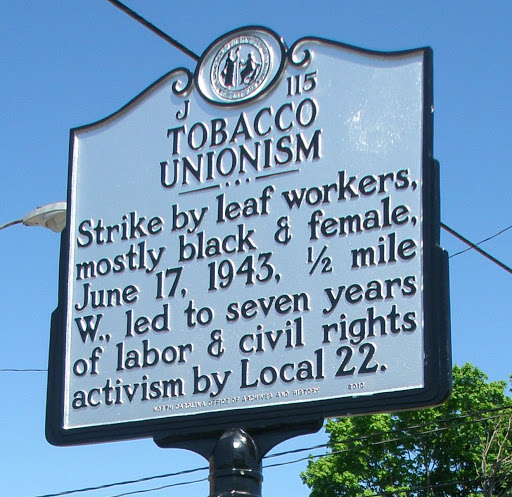 J 115
TOBACCO
UNIONISM
Strike by leaf workers,
mostly black & female,
June 17, 1943, ½ mile
W., led to seven years
of labor & civil rights
activism by Local 22.
NORTH CAROLINA OFFICE OF ARCHIVES AND HISTORY 2013